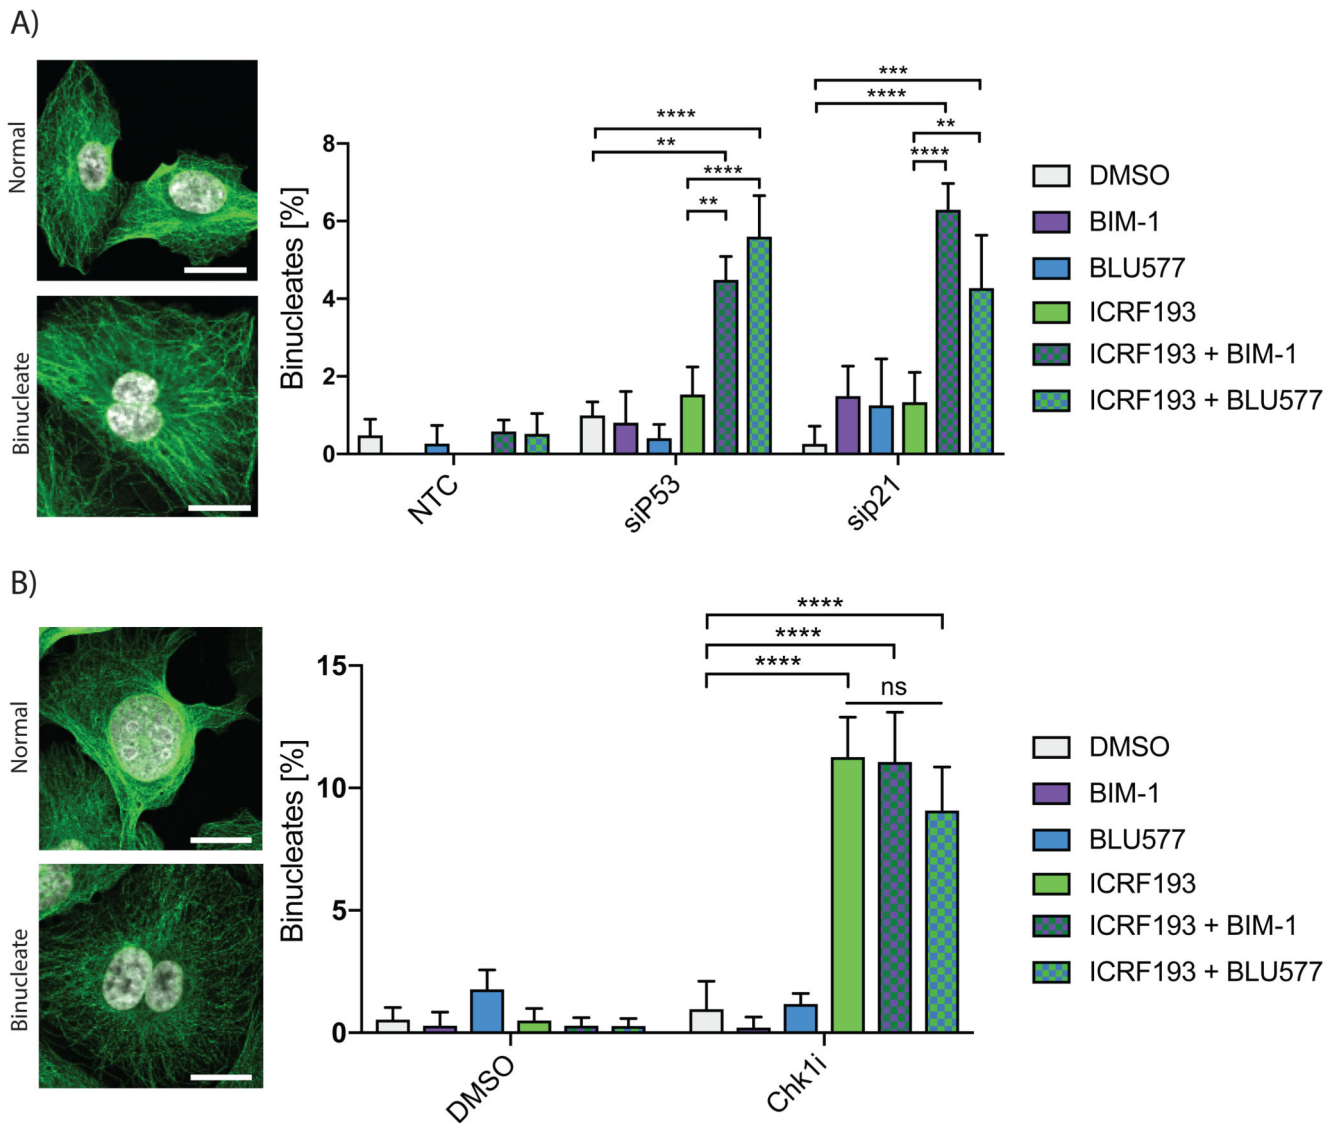 A)
Normal
Binucleate
Binucleates [%]
8
6
4
2
0
NTC
siP53
sip21
****
**
****
**
***
****
**
****
DMSO
BIM-1
BLU577
ICRF193
ICRF193 + BIM-1
ICRF193 + BLU577
B)
Normal
Binucleate
Binucleates [%]
15
10
5
0
DMSO
Chk1i
****
****
****
ns
DMSO
BIM-1
BLU577
ICRF193
ICRF193 + BIM-1
ICRF193 + BLU577